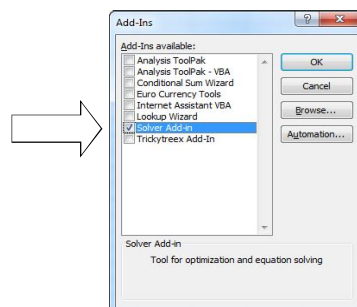 Add-Ins
Add-Ins available:
Analysis ToolPak
Analysis ToolPak - VBA
Conditional Sum Wizard
Euro Currency Tools
Internet Assistant VBA
Lookup Wizard
Solver Add-in
Trickytreex Add-In
OK
Cancel
Browse...
Automation...
Solver Add-in
Tool for optimization and equation solving